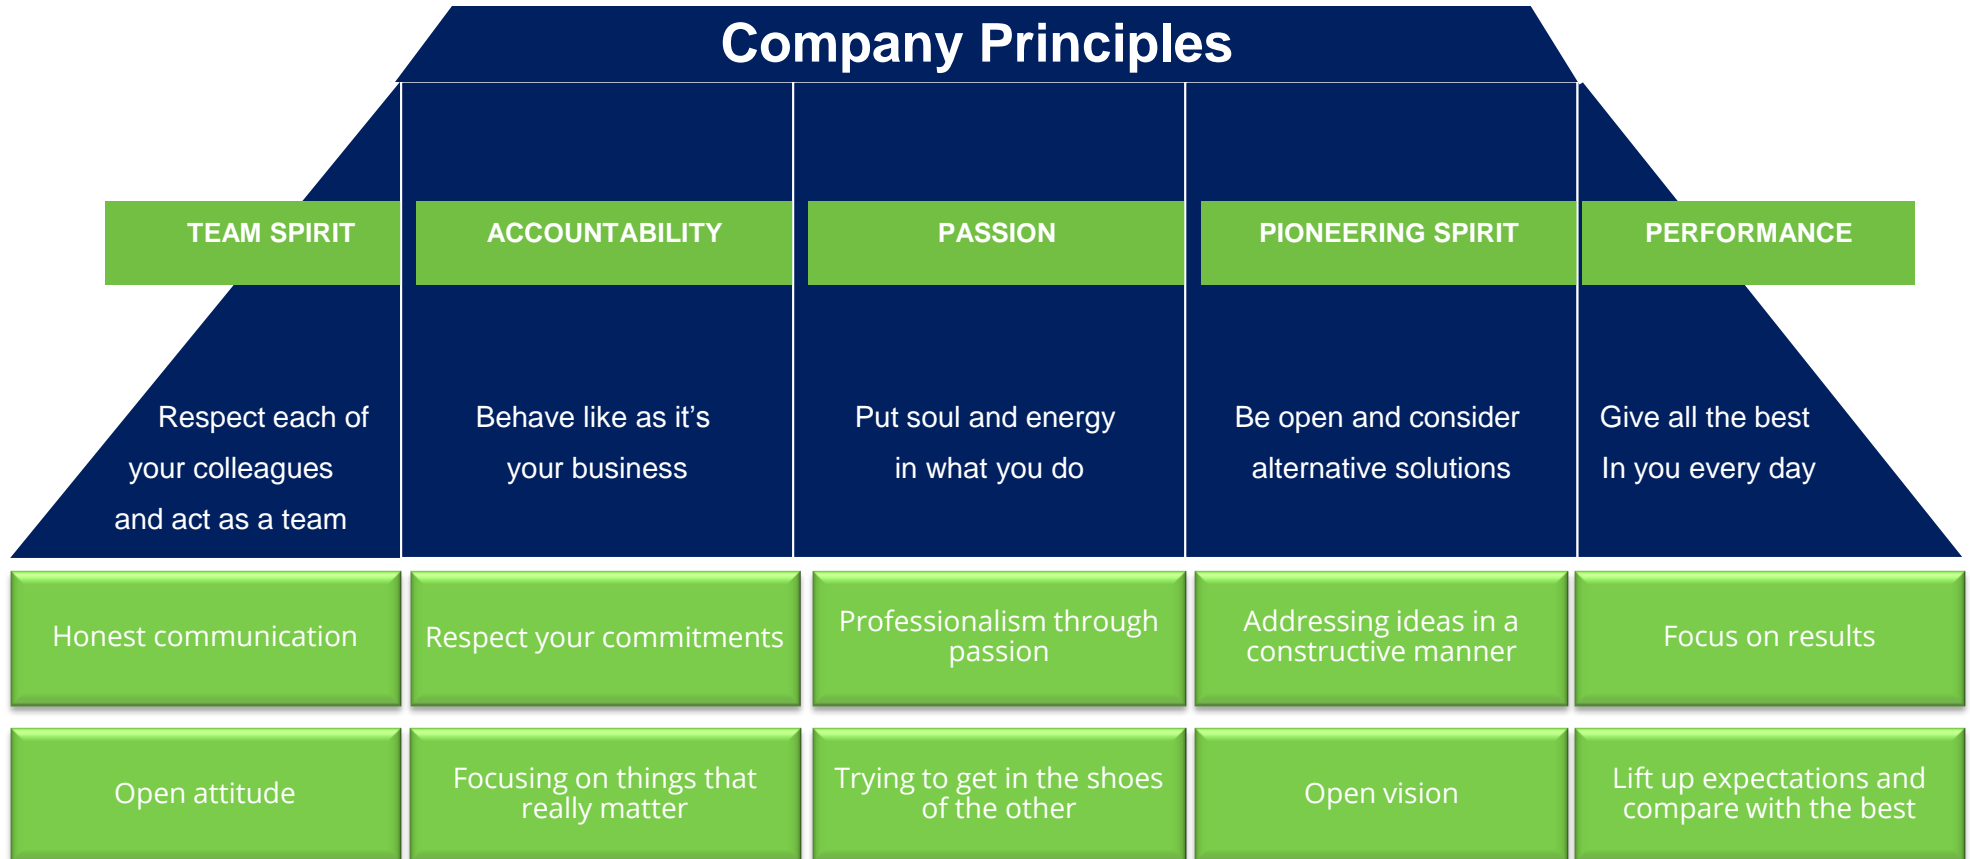 Company Principles
TEAM SPIRIT
ACCOUNTABILITY
PASSION
PIONEERING SPIRIT
PERFORMANCE
Respect each of
your colleagues
and act as a team
Behave like as it’s
your business
Put soul and energy
in what you do
Be open and consider
alternative solutions
Give all the best
In you every day
Honest communication
Respect your commitments
Professionalism through
passion
Addressing ideas in a
constructive manner
Focus on results
Open attitude
Focusing on things that
really matter
Trying to get in the shoes
of the other
Open vision
Lift up expectations and
compare with the best